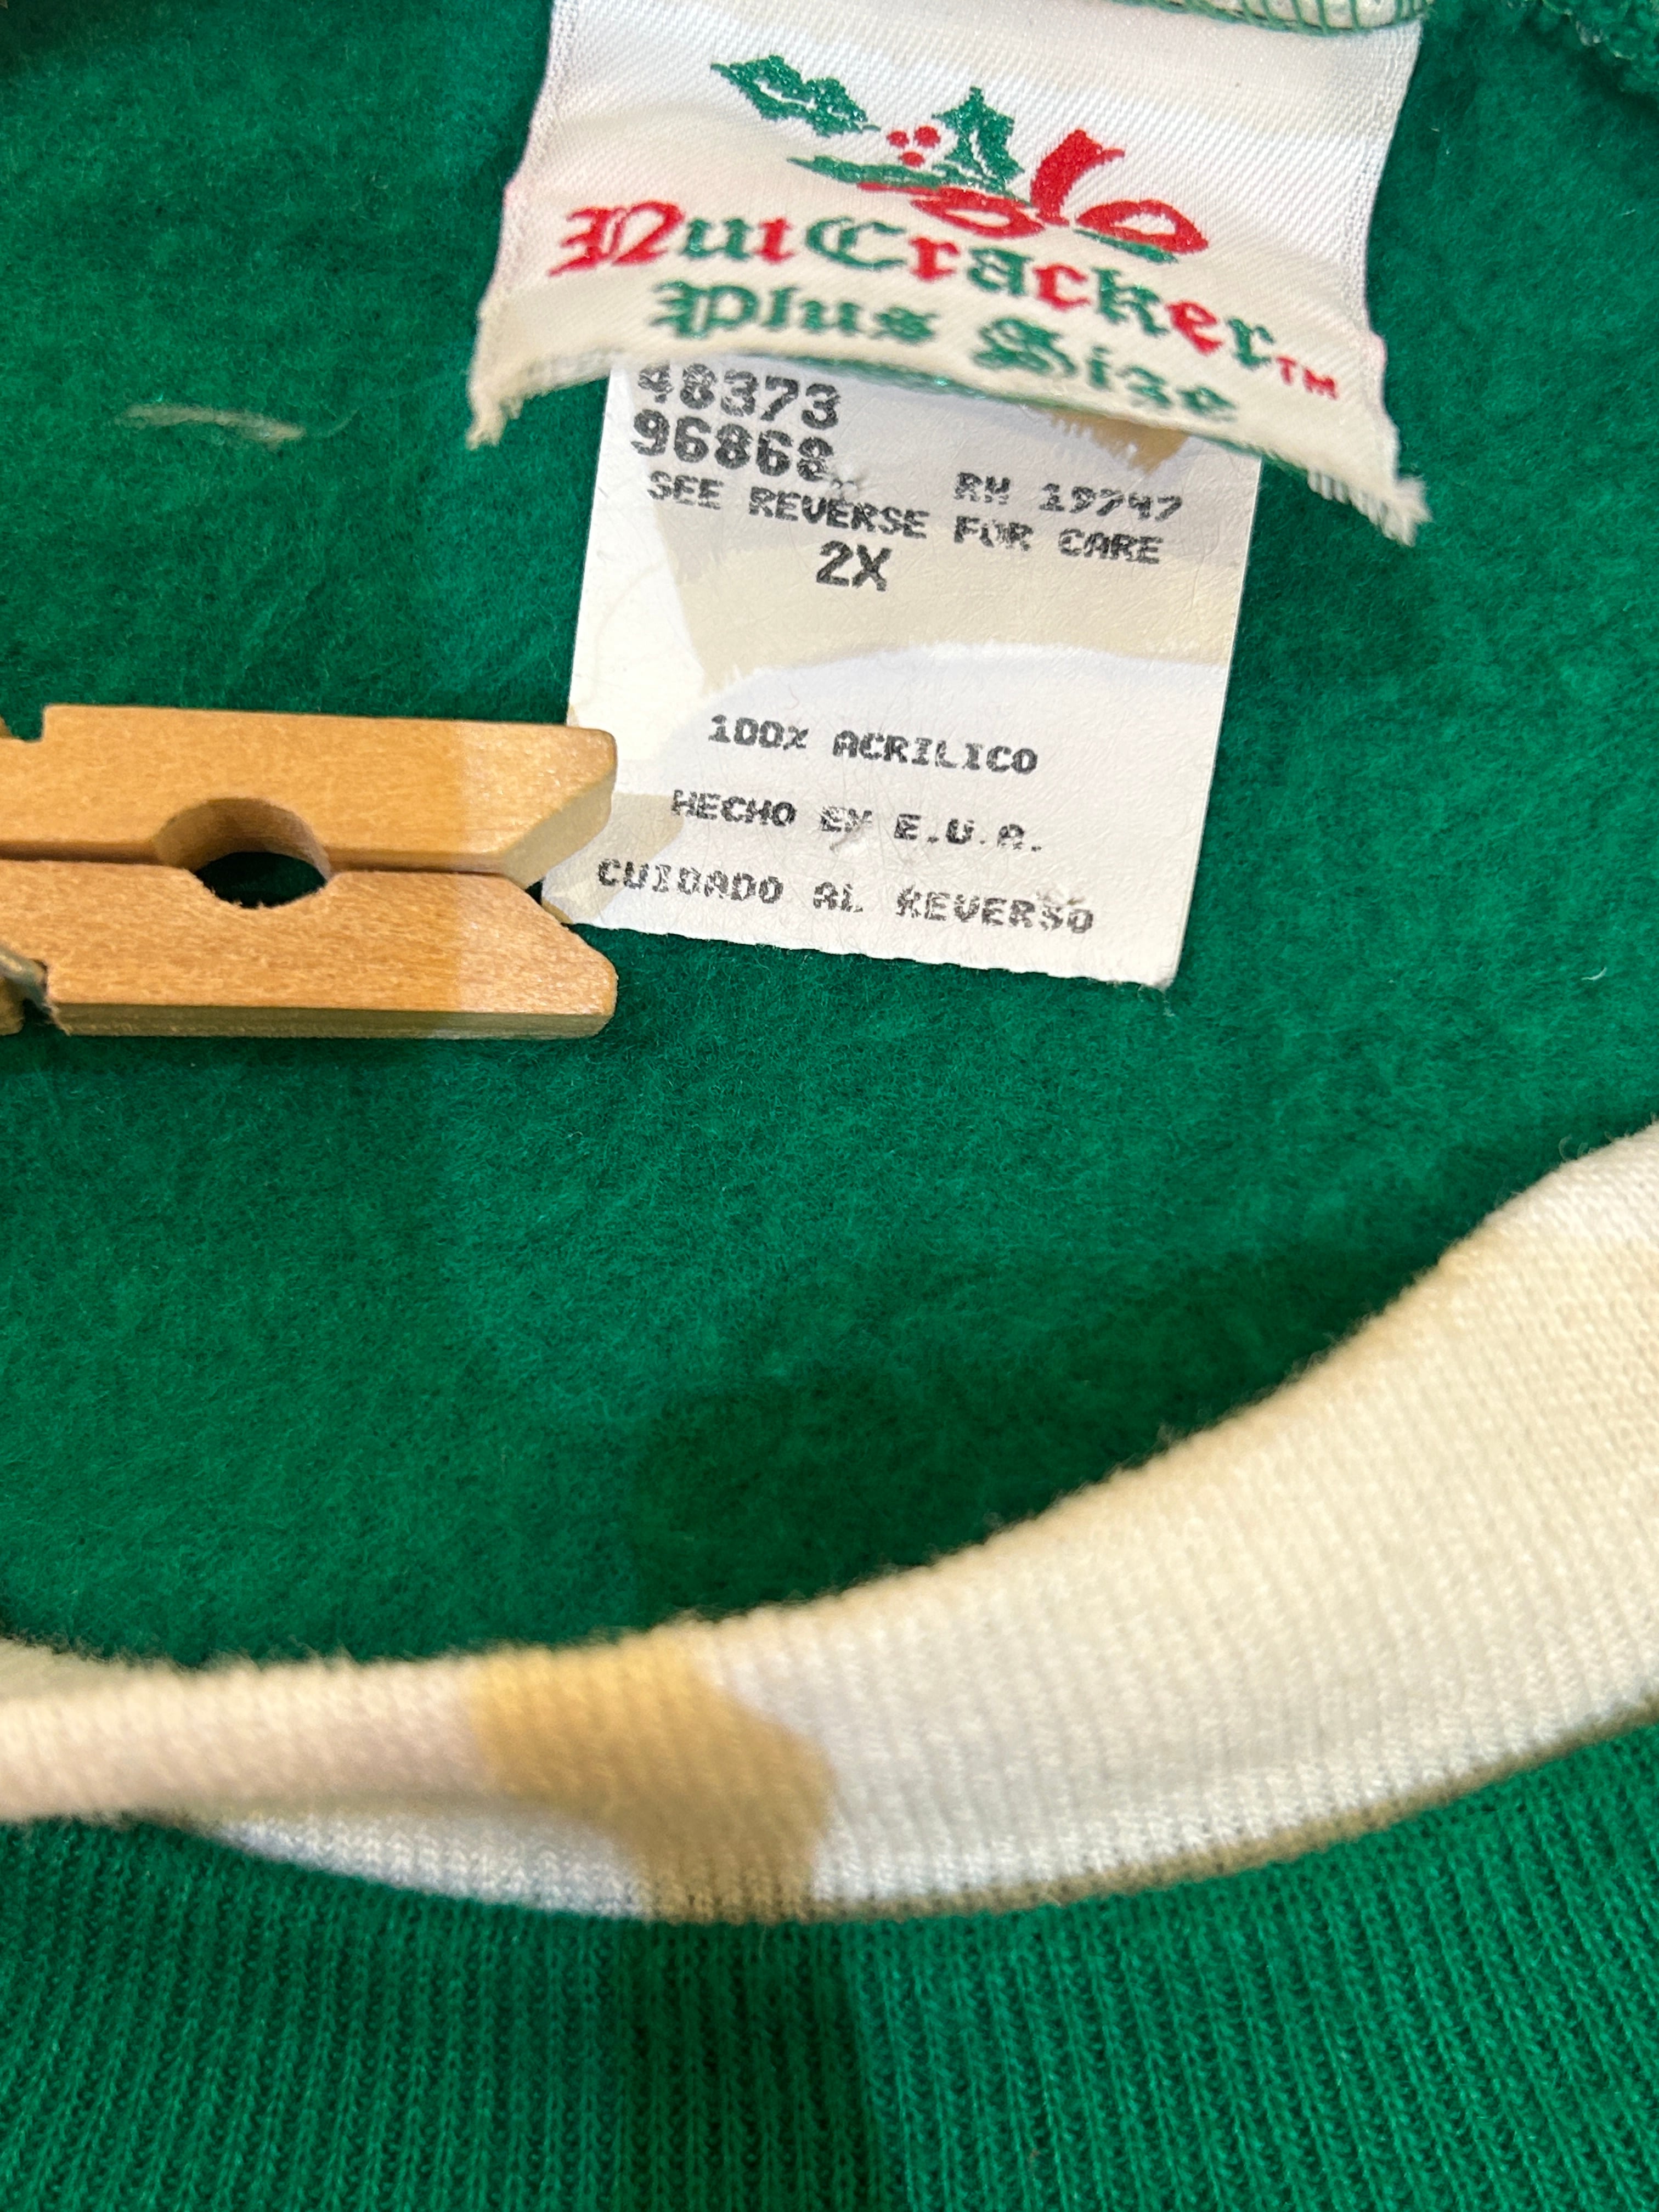 NutCracker™
Plus Size
48373
96868
RN 19747
SEE REVERSE FOR CARE
2X
100% ACRILICO
HECHO EN E.U.A.
CUIDADO AL REVERSO